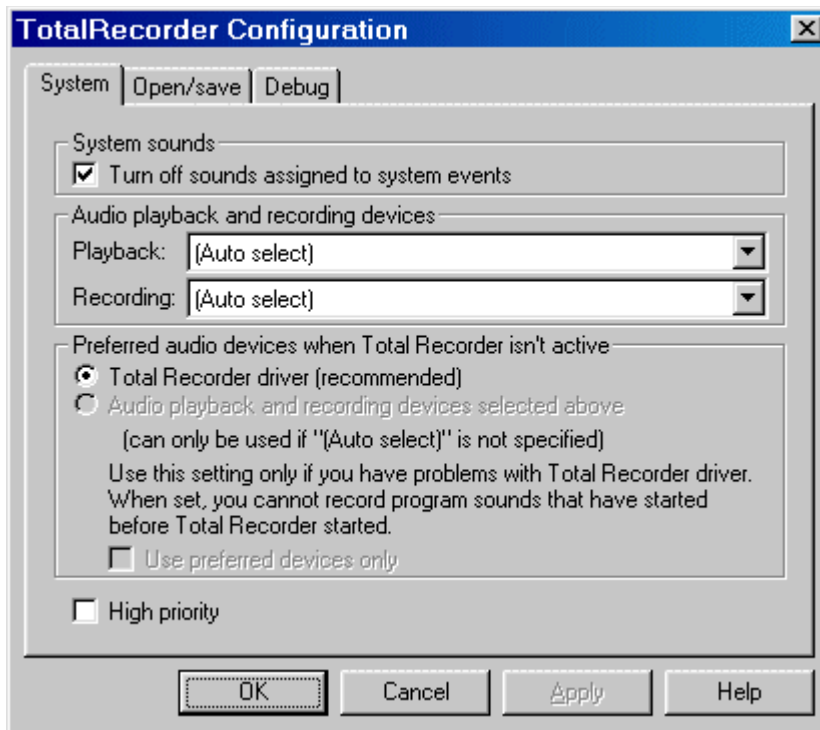 TotalRecorder Configuration
System Open/save Debug
System sounds
Turn off sounds assigned to system events
Audio playback and recording devices
Playback: (Auto select)
Recording: (Auto select)
Preferred audio devices when Total Recorder isn't active
Total Recorder driver (recommended)
Audio playback and recording devices selected above
(can only be used if "(Auto select)" is not specified)
Use this setting only if you have problems with Total Recorder driver.
When set, you cannot record program sounds that have started
before Total Recorder started.
Use preferred devices only
High priority
OK Cancel Apply Help